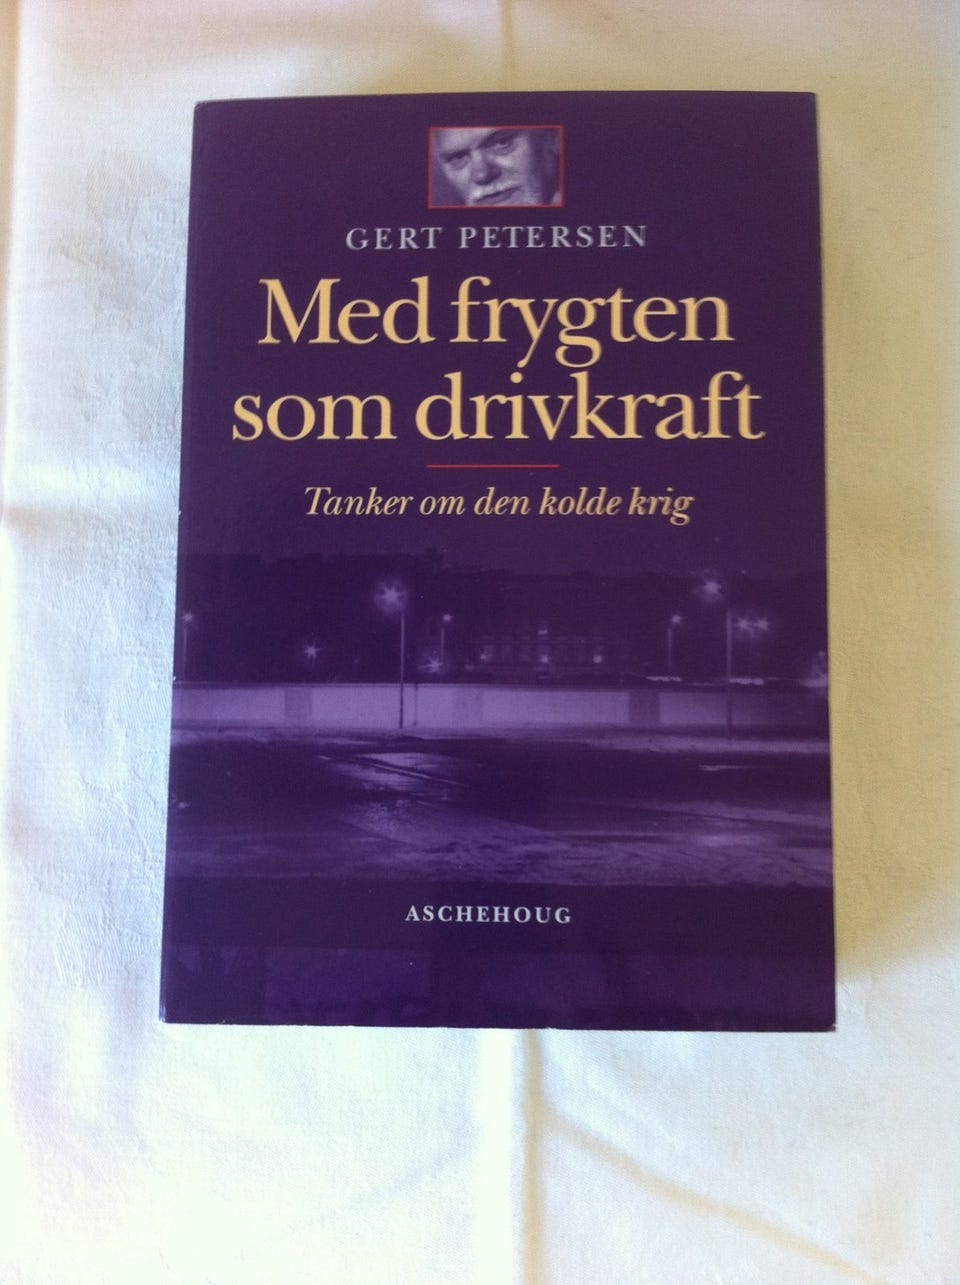 GERT PETERSEN
Med frygten
som drivkraft
Tanker om den kolde krig
ASCHEHOUG